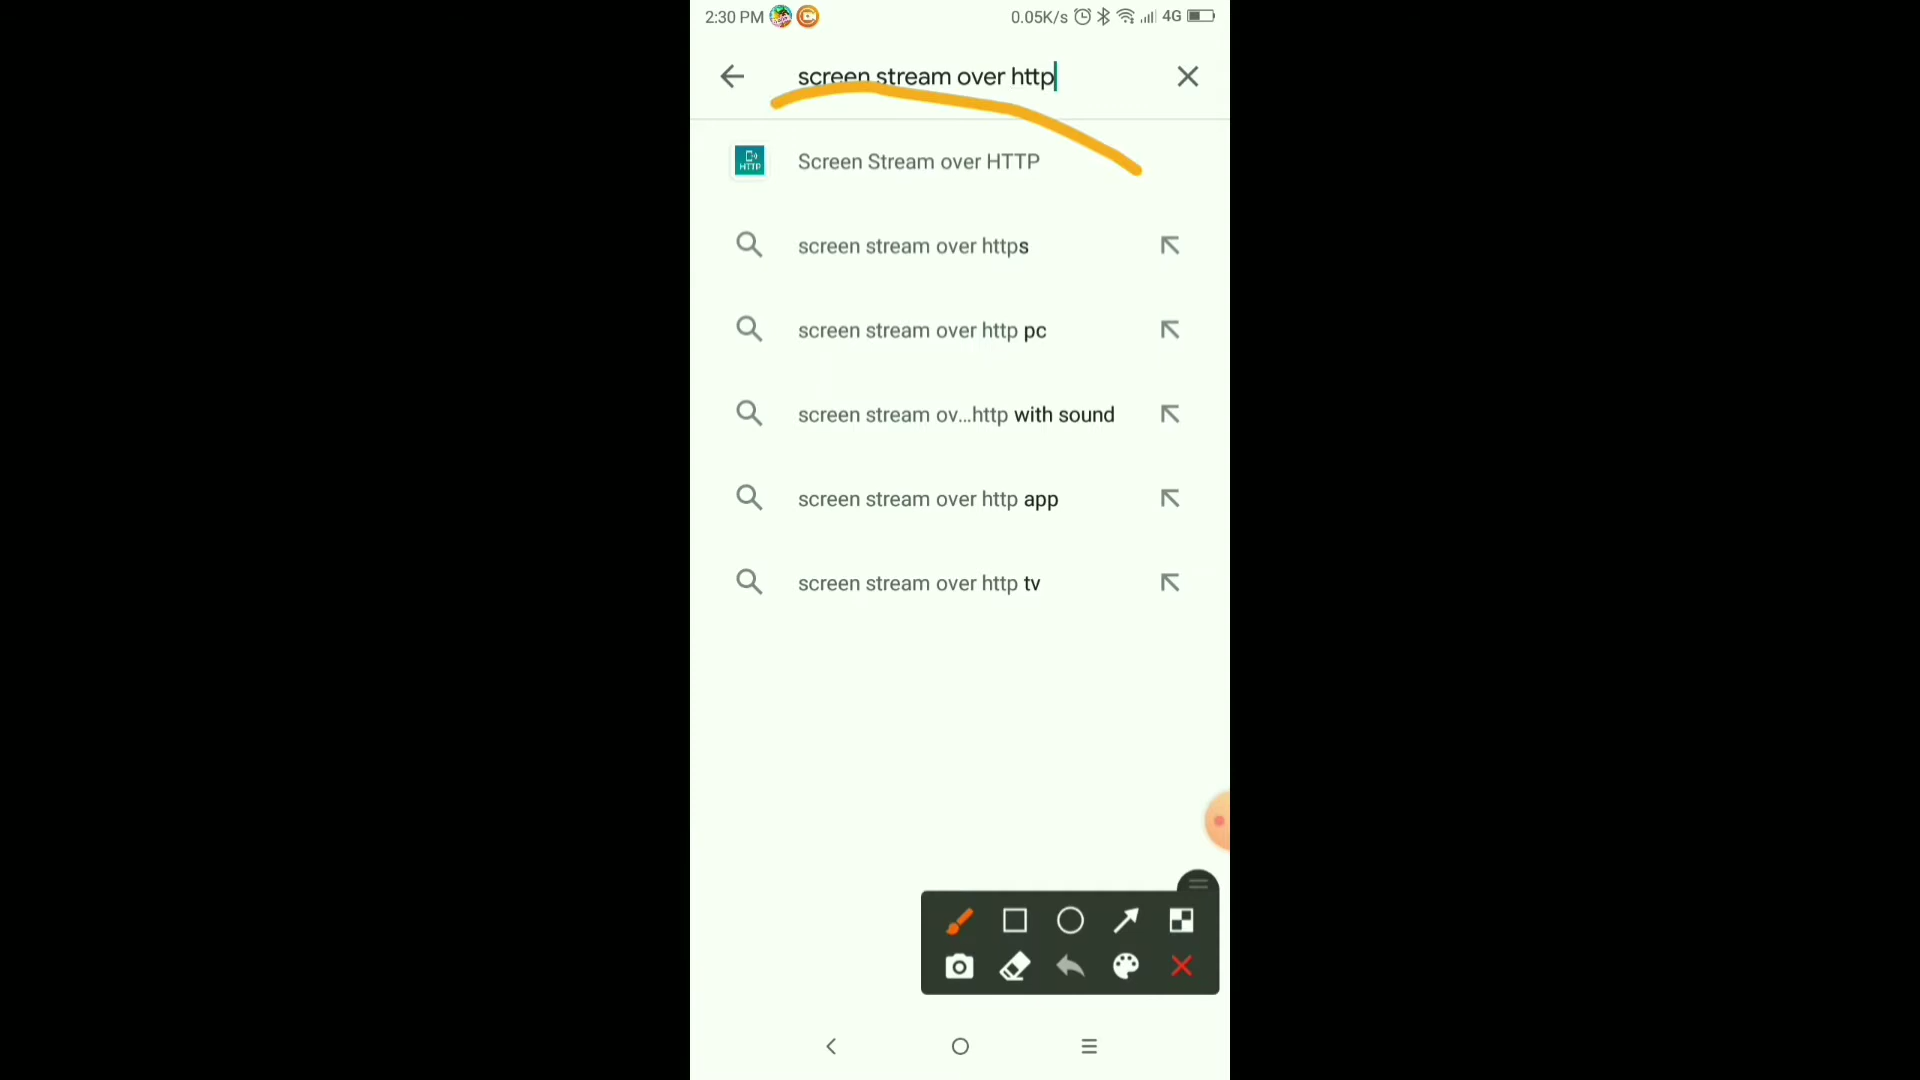 2:30 PM 0.05K/s 4G
screen stream over http
HTTP Screen Stream over HTTP
screen stream over https
screen stream over http pc
screen stream ov...http with sound
screen stream over http app
screen stream over http tv